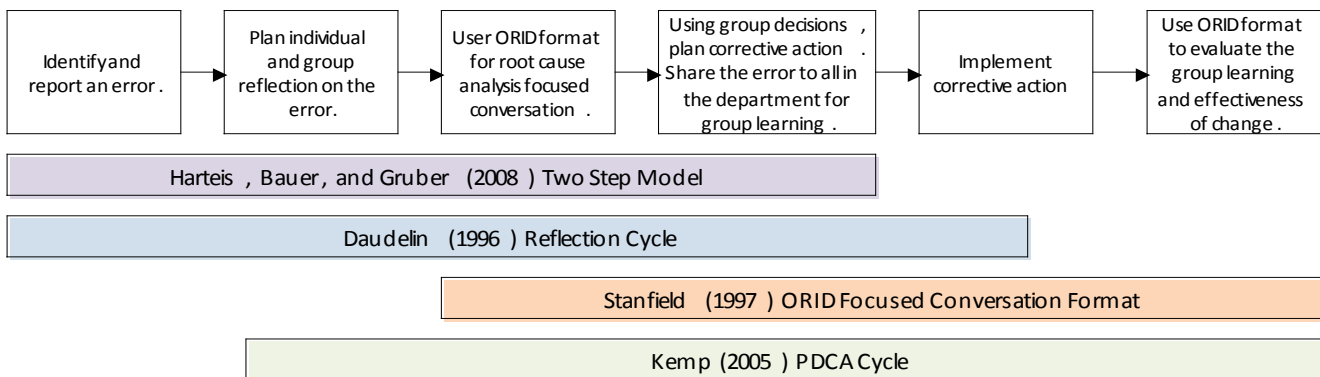 Identify and
report an error .
Plan individual
and group
reflection on the
error.
User ORID format
for root cause
analysis focused
conversation .
Using group decisions ,
plan corrective action .
Share the error to all in
the department for
group learning .
Implement
corrective action
Use ORID format
to evaluate the
group learning
and effectiveness
of change .
Harteis , Bauer, and Gruber (2008 ) Two Step Model
Daudelin (1996 ) Reflection Cycle
Stanfield (1997 ) ORID Focused Conversation Format
Kemp (2005 ) PDCA Cycle